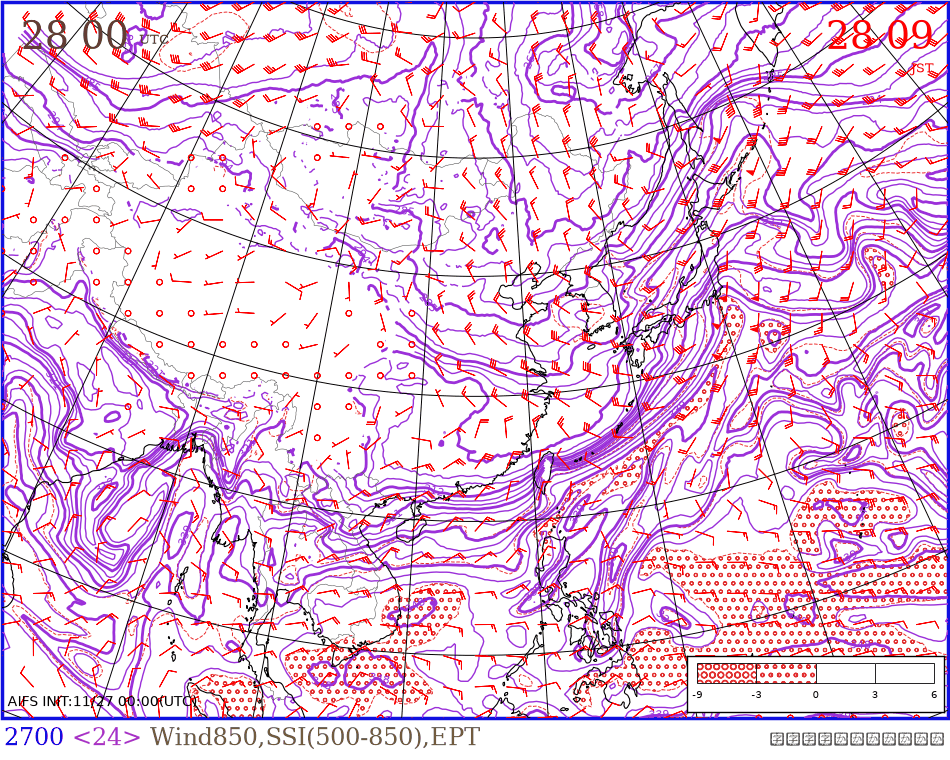 28 00 UTC
28 09
JST
-9 -3 0 3 6
AIFS INIT:11/27 00:00(UTC)
2700 <24> Wind850,SSI(500-850),EPT